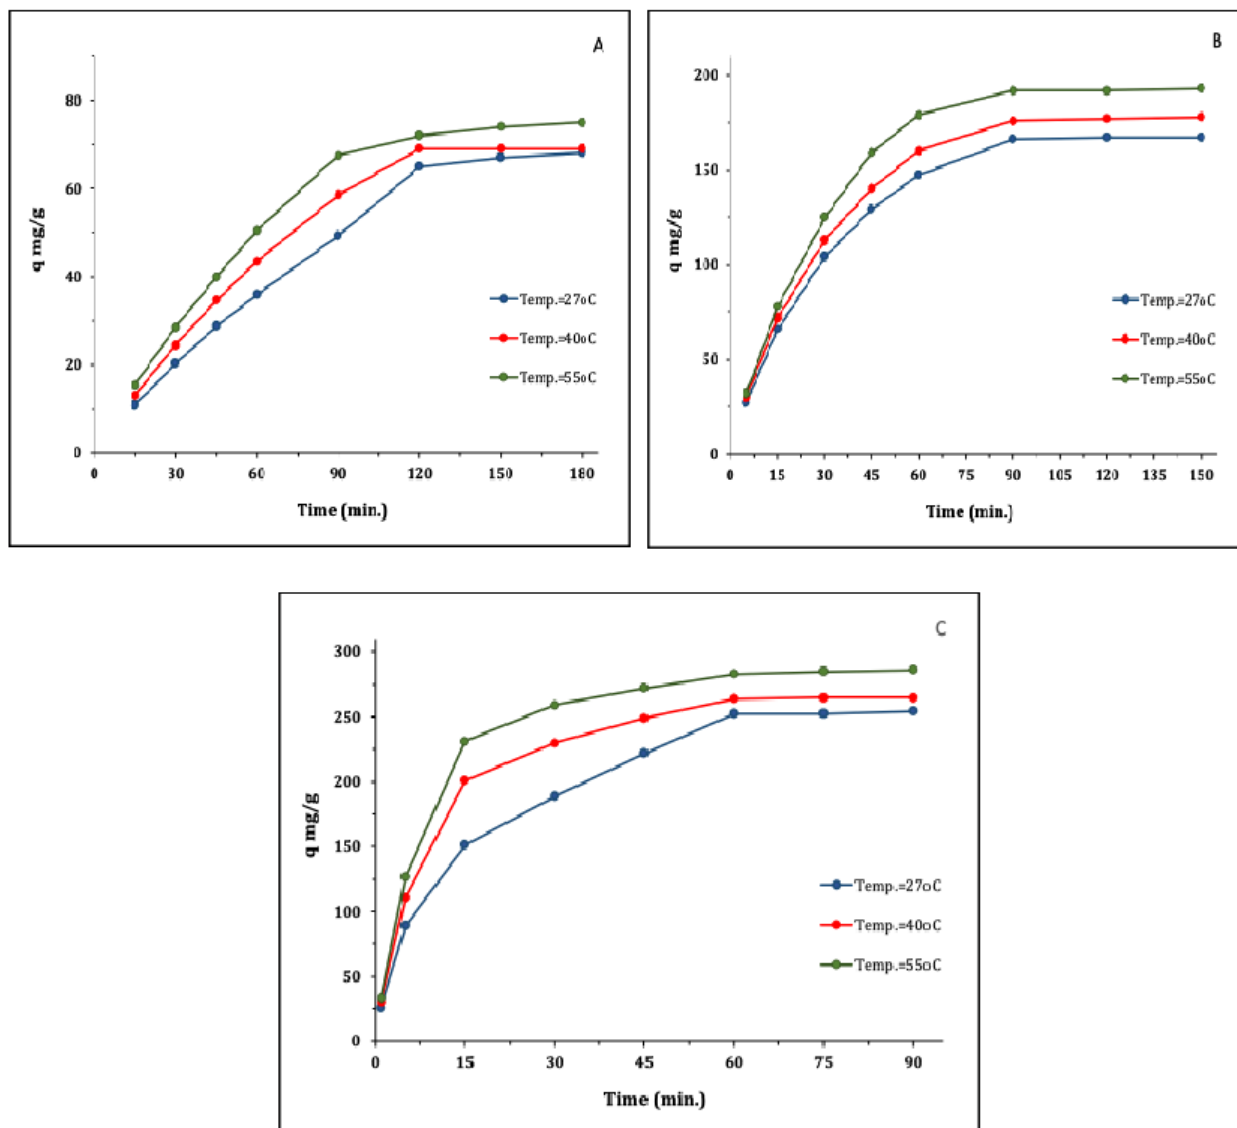 A
80
60
40
20
0
q mg/g
0 30 60 90 120 150 180
Time (min.)
Temp.=27oC
Temp.=40oC
Temp.=55oC
B
200
150
100
50
0
q mg/g
0 15 30 45 60 75 90 105 120 135 150
Time (min.)
Temp.=27oC
Temp.=40oC
Temp.=55oC
C
300
250
200
150
100
50
0
q mg/g
0 15 30 45 60 75 90
Time (min.)
Temp.=27oC
Temp.=40oC
Temp.=55oC